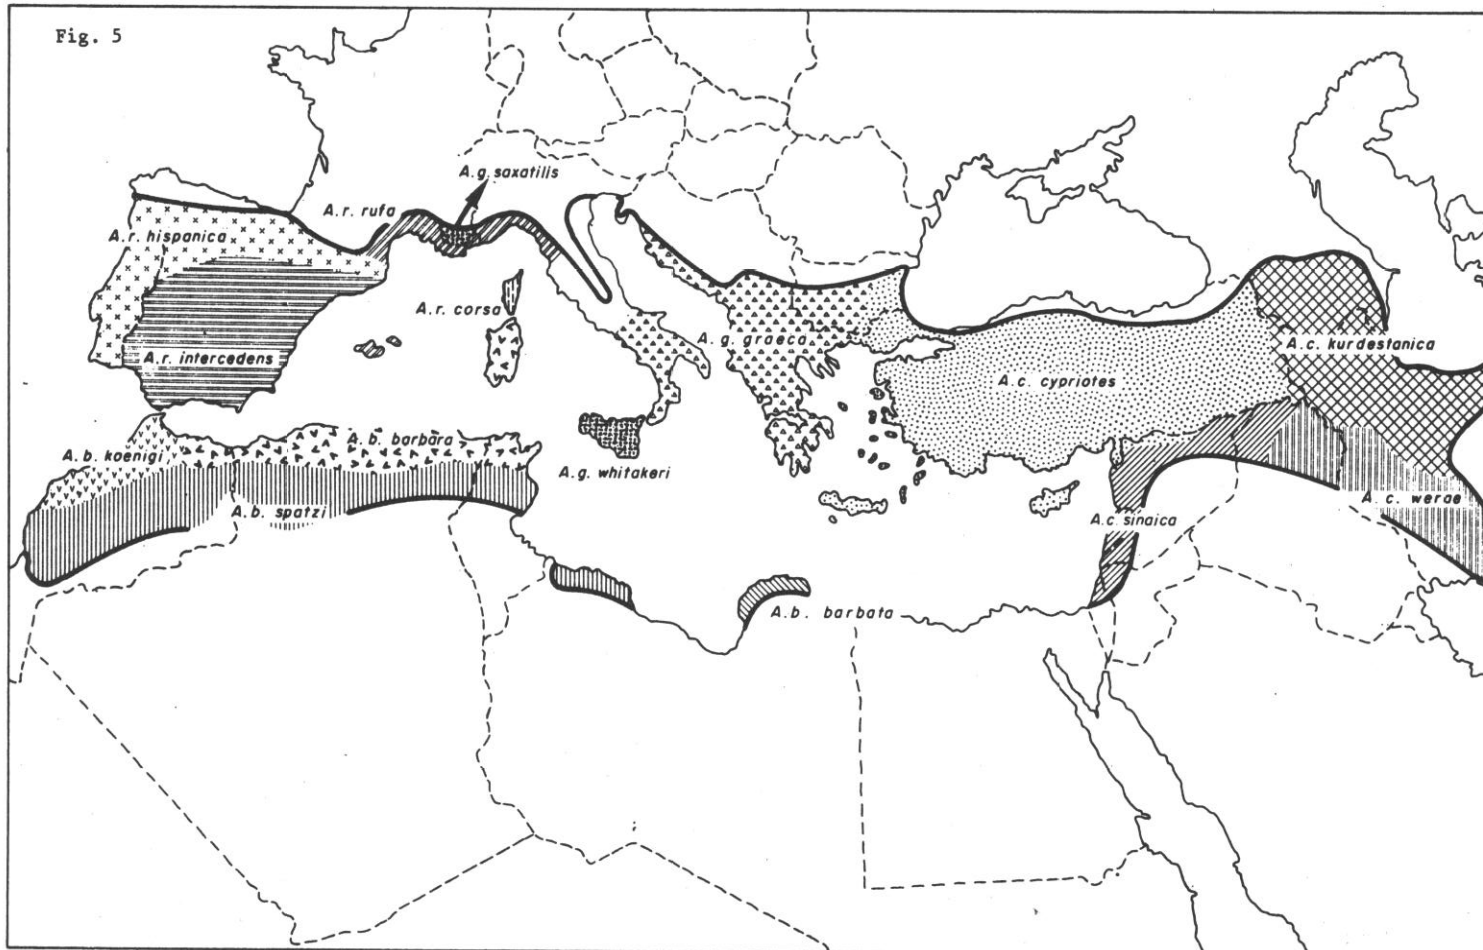 Fig. 5
A.g. saxatilis
A.r. rufa
A.r. hispanica
A.r. corsa
A.g. graeca
A.c. kurdestanica
A.r. intercedens
A.c. cypriotes
A.b. barbara
A.b. koenigi
A.g. whitakeri
A.c. werae
A.b. spatzi
A.c. sinaica
A.b. barbata